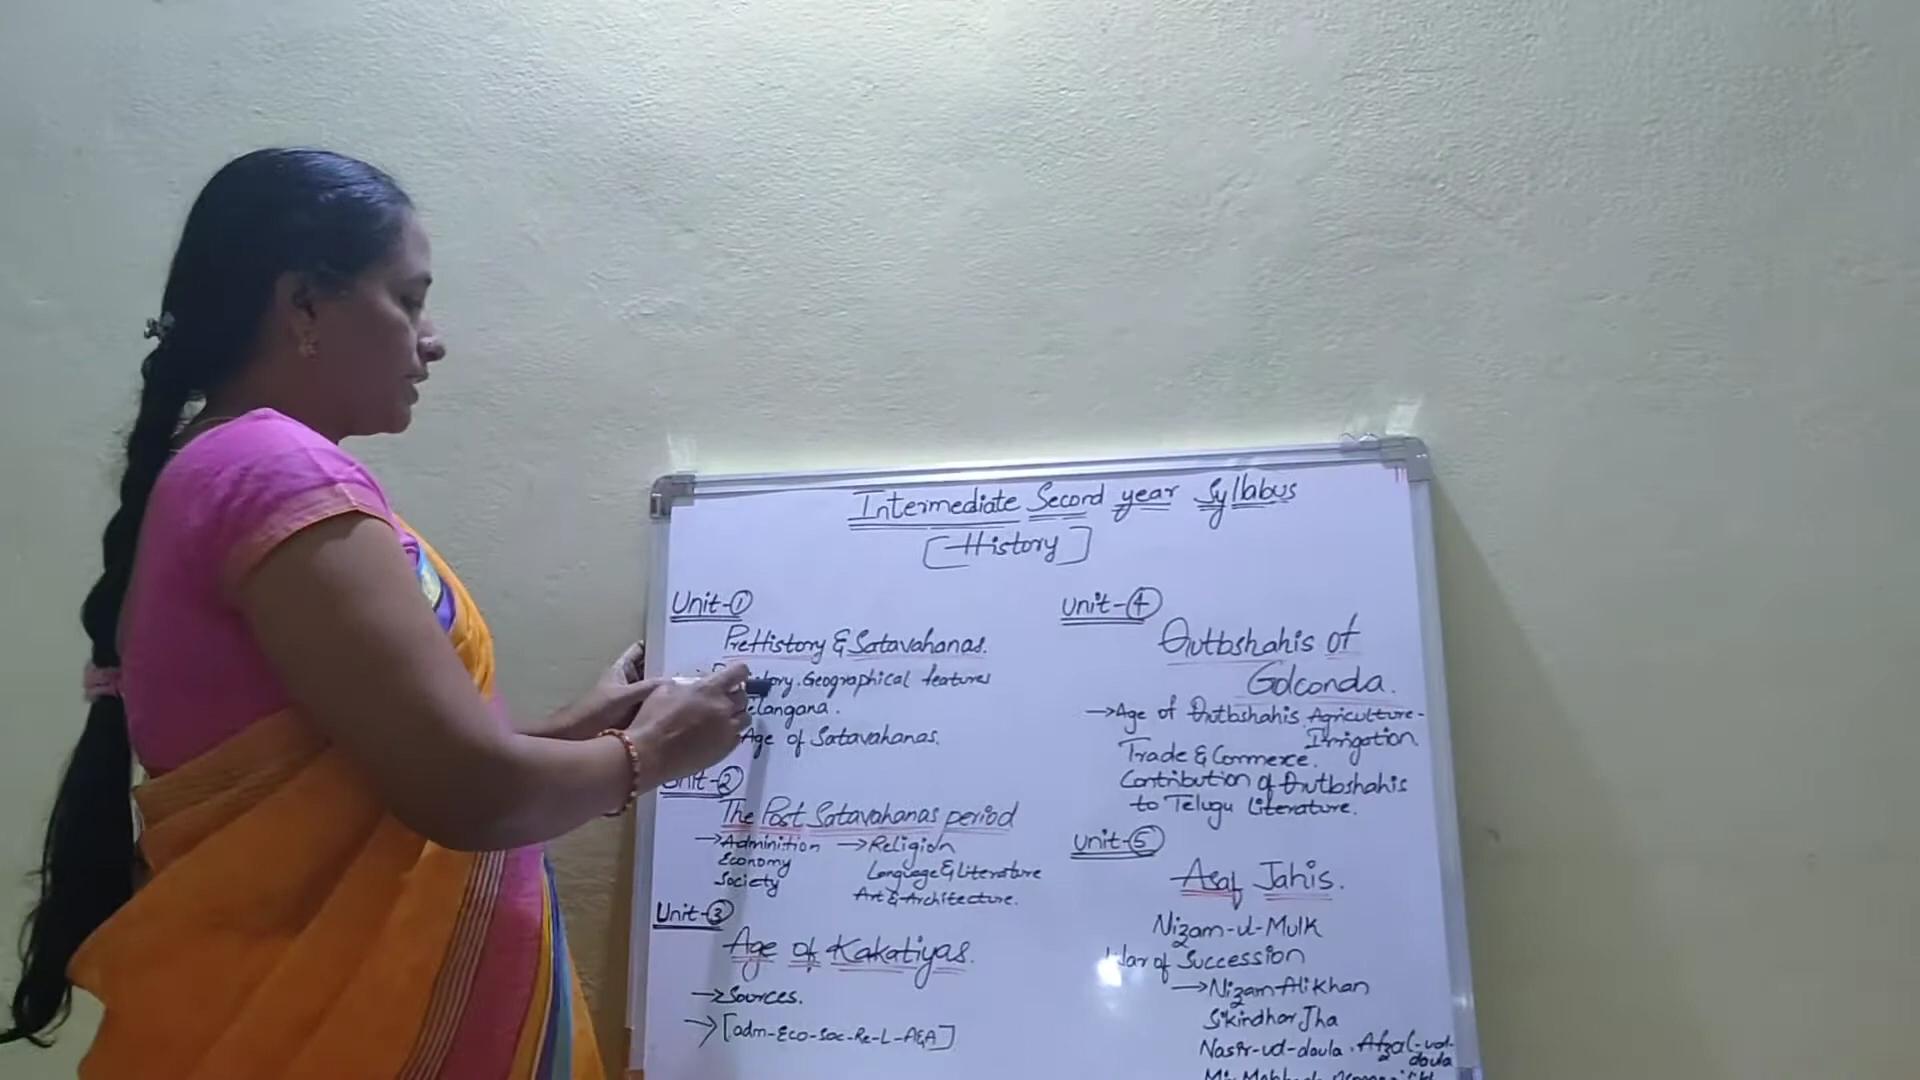 Intermediate Second year Syllabus
[History]
Unit-①
PreHistory & Satavahanas.
Geographical features
Telangana.
Age of Satavahanas.
Unit-②
The Post Satavahanas period
→Adminition
Economy
Society
→Religion
Language & Literature
Art & Architecture.
Unit-③
Age of Kakatiyas.
→Sources.
→[adm-Eco-Soc-Re-L-A&A]
Unit-④
Qutbshahis of
Golconda.
→Age of Qutbshahis Agriculture-
Irrigation
Trade & Commerce.
Contribution of Qutbshahis
to Telugu Literature.
Unit-⑤
Asaf Jahis.
Nizam-ul-Mulk
War of Succession
→Nizam Ali Khan
Sikindhar Jha
Nasir-ud-daula. Afzal-ud-
daula